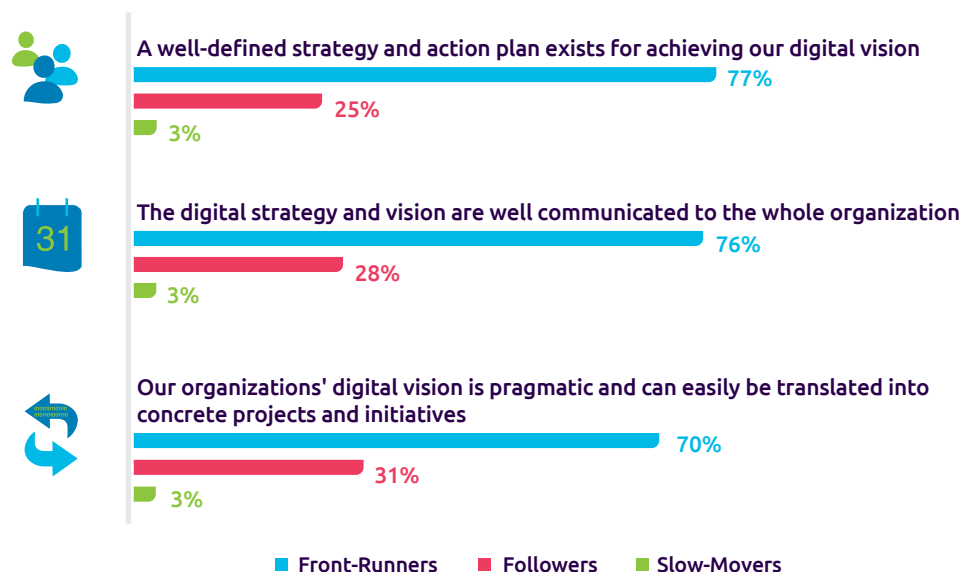 A well-defined strategy and action plan exists for achieving our digital vision
77%
25%
3%
31
The digital strategy and vision are well communicated to the whole organization
76%
28%
3%
Our organizations' digital vision is pragmatic and can easily be translated into
concrete projects and initiatives
70%
31%
3%
Front-Runners Followers Slow-Movers